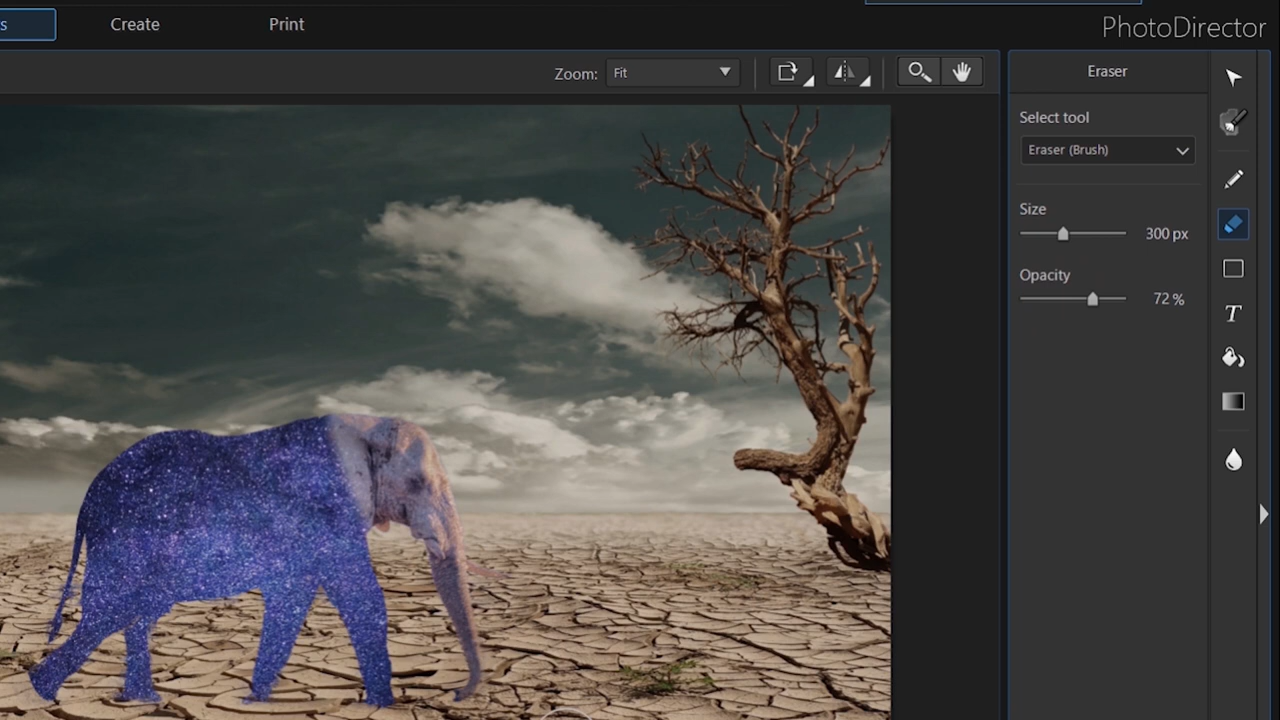 s Create Print PhotoDirector
Zoom: Fit
Eraser
Select tool
Eraser (Brush)
Size
300 px
Opacity
72 %
T